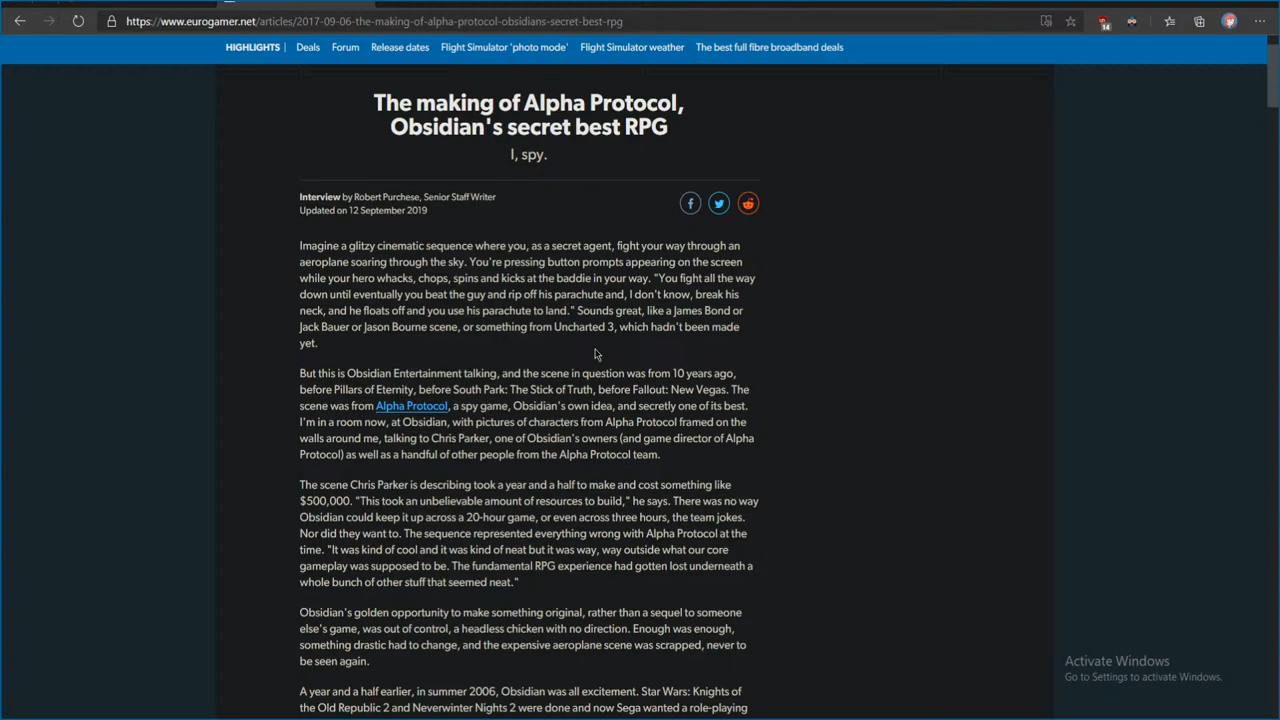 https://www.eurogamer.net/articles/2017-09-06-the-making-of-alpha-protocol-obsidians-secret-best-rpg
14
HIGHLIGHTS | Deals Forum Release dates Flight Simulator 'photo mode' Flight Simulator weather The best full fibre broadband deals
The making of Alpha Protocol,
Obsidian's secret best RPG
I, spy.
Interview by Robert Purchese, Senior Staff Writer
Updated on 12 September 2019
Imagine a glitzy cinematic sequence where you, as a secret agent, fight your way through an
aeroplane soaring through the sky. You're pressing button prompts appearing on the screen
while your hero whacks, chops, spins and kicks at the baddie in your way. "You fight all the way
down until eventually you beat the guy and rip off his parachute and, I don't know, break his
neck, and he floats off and you use his parachute to land." Sounds great, like a James Bond or
Jack Bauer or Jason Bourne scene, or something from Uncharted 3, which hadn't been made
yet.
But this is Obsidian Entertainment talking, and the scene in question was from 10 years ago,
before Pillars of Eternity, before South Park: The Stick of Truth, before Fallout: New Vegas. The
scene was from Alpha Protocol, a spy game, Obsidian's own idea, and secretly one of its best.
I'm in a room now, at Obsidian, with pictures of characters from Alpha Protocol framed on the
walls around me, talking to Chris Parker, one of Obsidian's owners (and game director of Alpha
Protocol) as well as a handful of other people from the Alpha Protocol team.
The scene Chris Parker is describing took a year and a half to make and cost something like
$500,000. "This took an unbelievable amount of resources to build," he says. There was no way
Obsidian could keep it up across a 20-hour game, or even across three hours, the team jokes.
Nor did they want to. The sequence represented everything wrong with Alpha Protocol at the
time. "It was kind of cool and it was kind of neat but it was way, way outside what our core
gameplay was supposed to be. The fundamental RPG experience had gotten lost underneath a
whole bunch of other stuff that seemed neat."
Obsidian's golden opportunity to make something original, rather than a sequel to someone
else's game, was out of control, a headless chicken with no direction. Enough was enough,
something drastic had to change, and the expensive aeroplane scene was scrapped, never to
be seen again.
A year and a half earlier, in summer 2006, Obsidian was all excitement. Star Wars: Knights of
the Old Republic 2 and Neverwinter Nights 2 were done and now Sega wanted a role-playing
Activate Windows
Go to Settings to activate Windows.